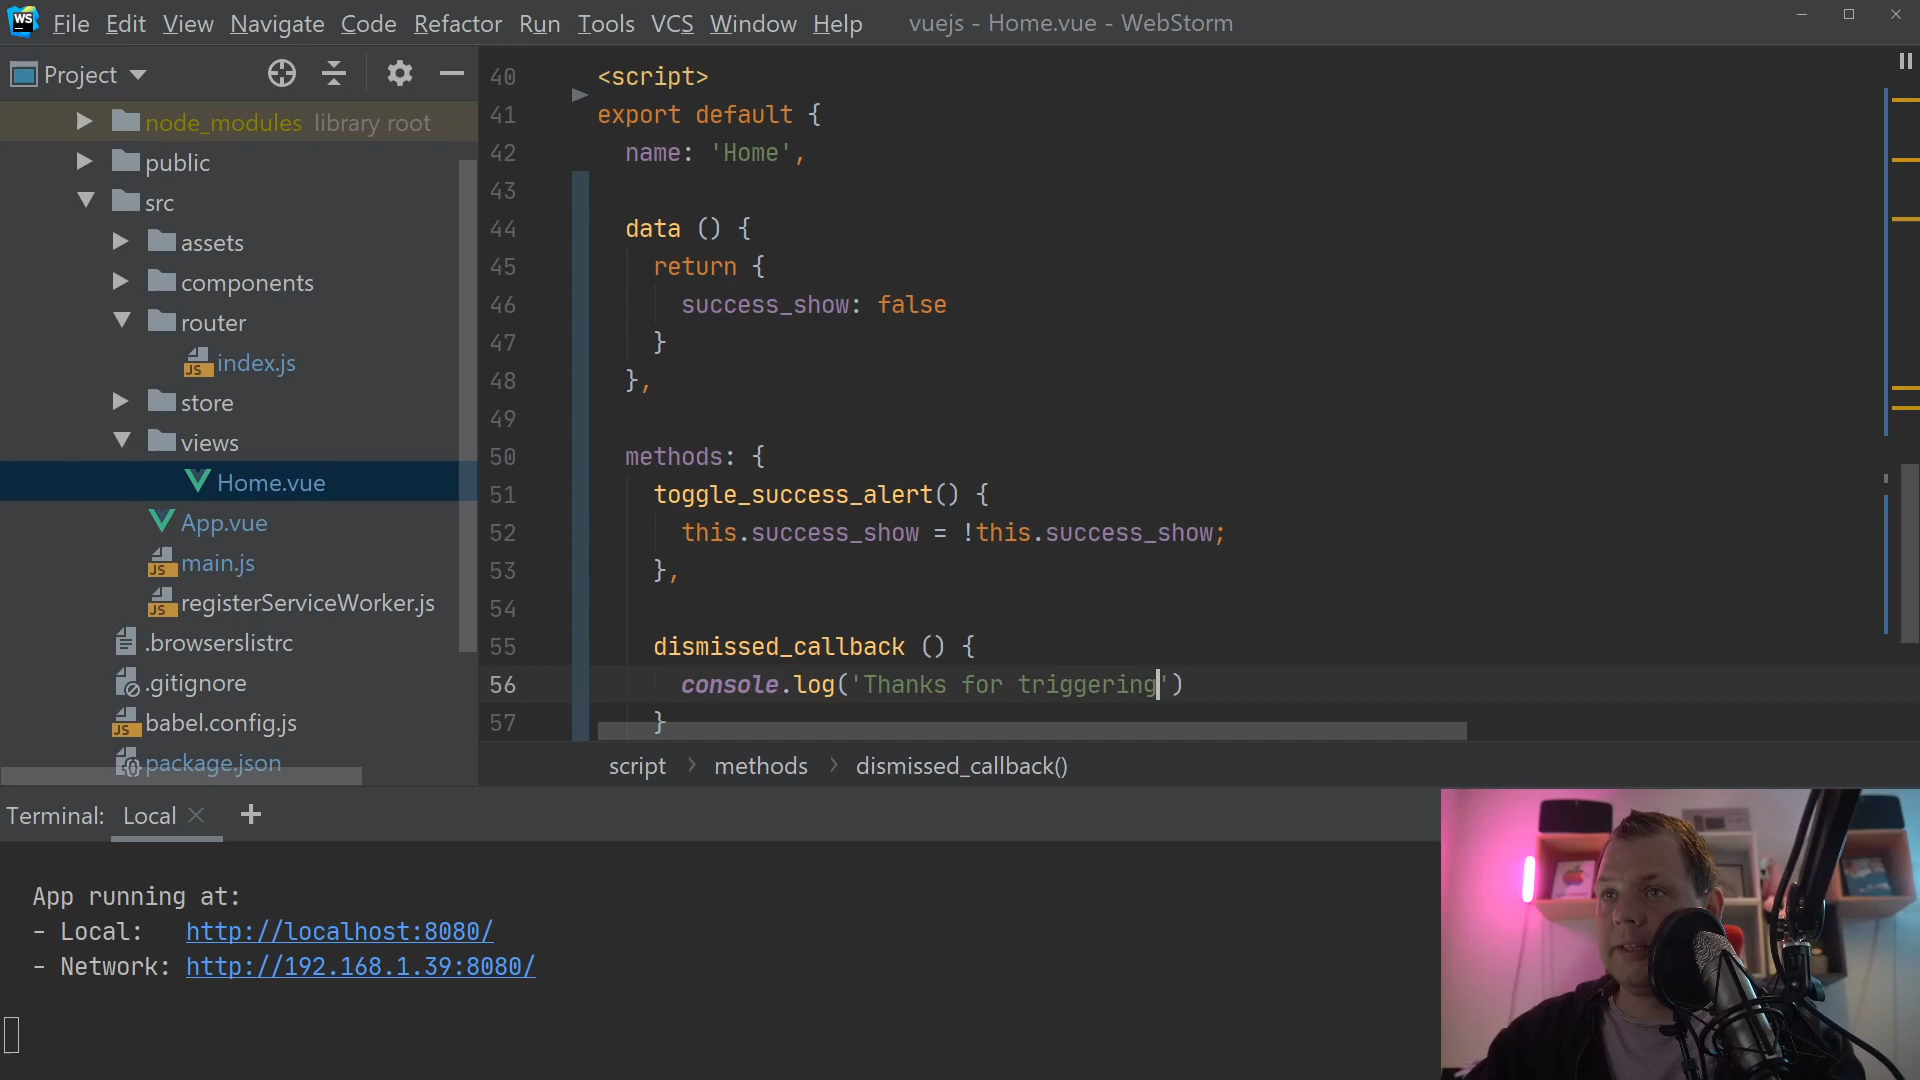 WS File Edit View Navigate Code Refactor Run Tools VCS Window Help vuejs - Home.vue - WebStorm
Project
node_modules library root
public
src
assets
components
router
JS index.js
store
views
Home.vue
App.vue
JS main.js
JS registerServiceWorker.js
.browserslistrc
.gitignore
JS babel.config.js
package.json
40 <script>
41 export default {
42 name: 'Home',
43
44 data () {
45 return {
46 success_show: false
47 }
48 },
49
50 methods: {
51 toggle_success_alert() {
52 this.success_show = !this.success_show;
53 },
54
55 dismissed_callback () {
56 console.log('Thanks for triggering')
57 }
script > methods > dismissed_callback()
Terminal: Local × +
App running at:
- Local: http://localhost:8080/
- Network: http://192.168.1.39:8080/